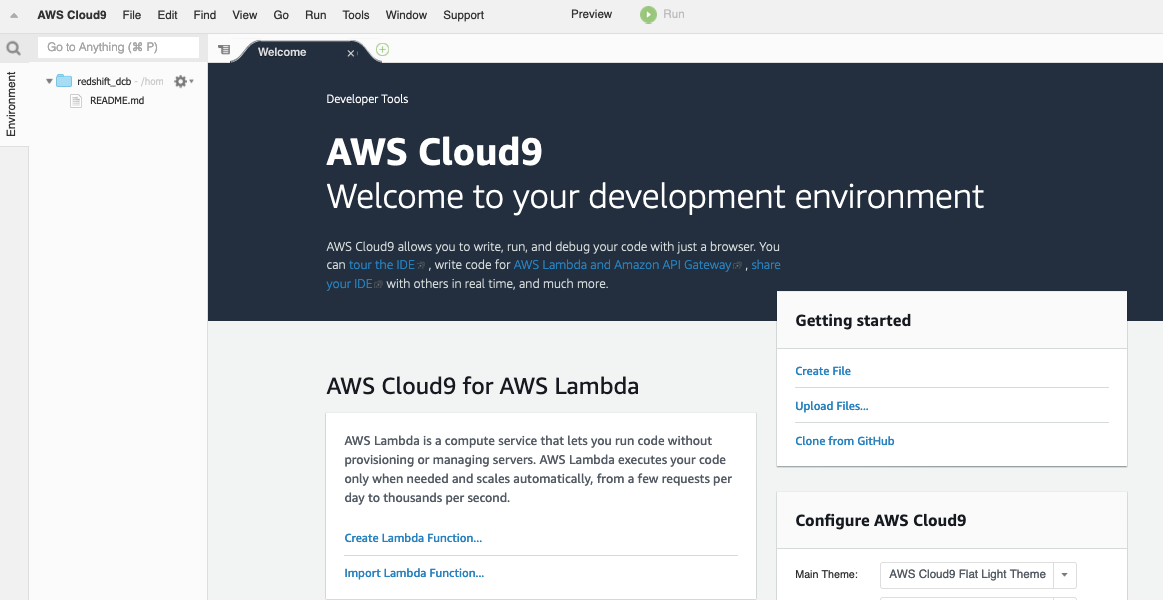 AWS Cloud9 File Edit Find View Go Run Tools Window Support Preview Run
Go to Anything (⌘ P)
Welcome
Environment
redshift_dcb - /hom
README.md
Developer Tools
AWS Cloud9
Welcome to your development environment
AWS Cloud9 allows you to write, run, and debug your code with just a browser. You
can tour the IDE , write code for AWS Lambda and Amazon API Gateway , share
your IDE with others in real time, and much more.
Getting started
Create File
Upload Files...
Clone from GitHub
AWS Cloud9 for AWS Lambda
AWS Lambda is a compute service that lets you run code without
provisioning or managing servers. AWS Lambda executes your code
only when needed and scales automatically, from a few requests per
day to thousands per second.
Create Lambda Function...
Import Lambda Function...
Configure AWS Cloud9
Main Theme: AWS Cloud9 Flat Light Theme